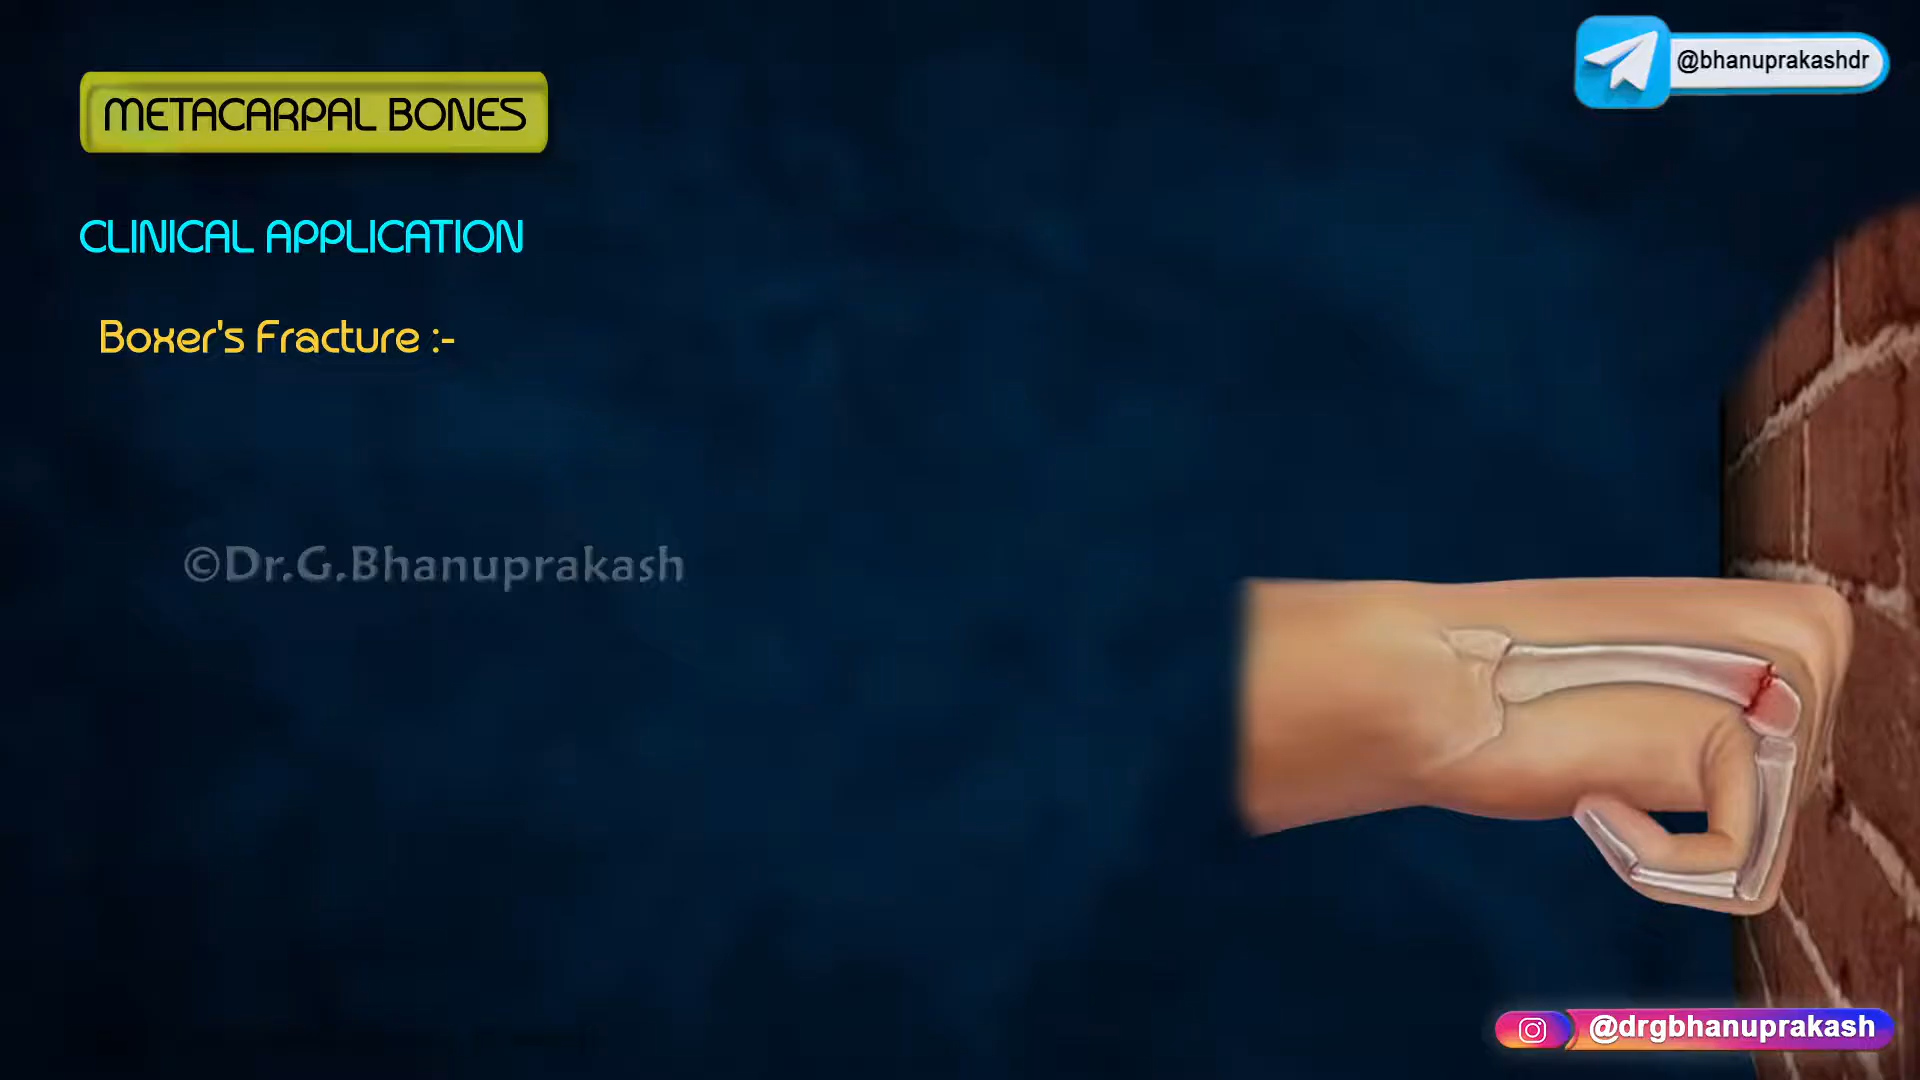 @bhanuprakashdr
METACARPAL BONES
CLINICAL APPLICATION
Boxer's Fracture :-
©Dr.G.Bhanuprakash
@drgbhanuprakash